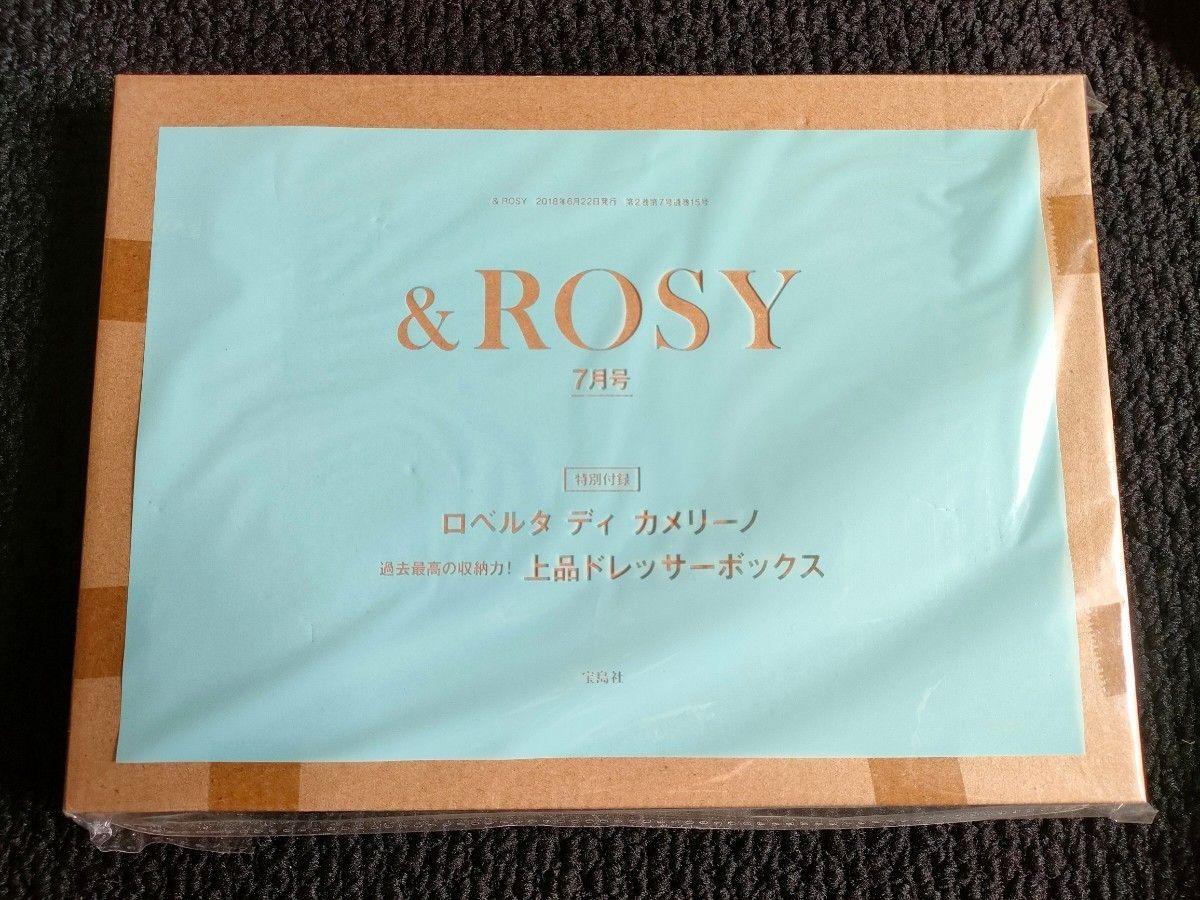 & ROSY 2018年6月22日発行 第2巻第7号通巻15号
& ROSY
7月号
特別付録
ロベルタ ディ カメリーノ
過去最高の収納力! 上品ドレッサーボックス
宝島社